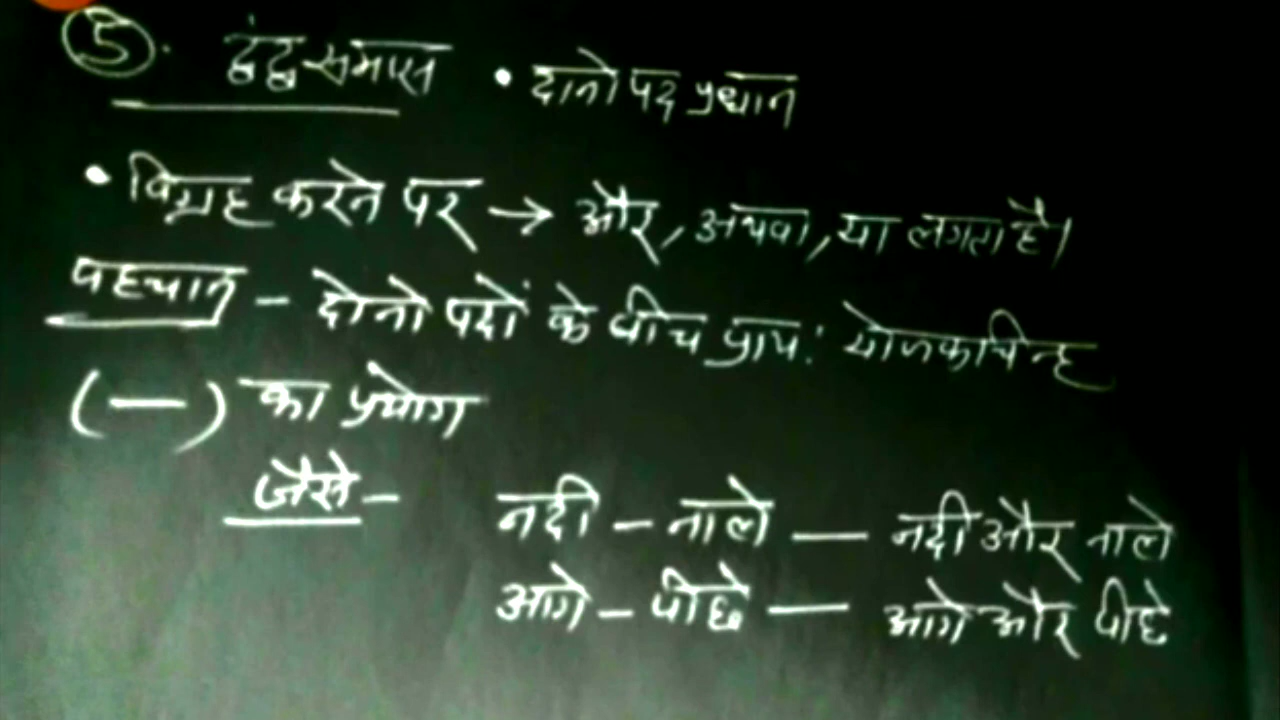 5. द्वंद्व समास • दोनो पद प्रधान
• विग्रह करने पर → और, अथवा, या लगता है।
पहचान - दोनो पदों के बीच प्राय: योजक चिन्ह
(—) का प्रयोग
जैसे - नदी - नाले — नदी और नाले
आगे - पीछे — आगे और पीछे